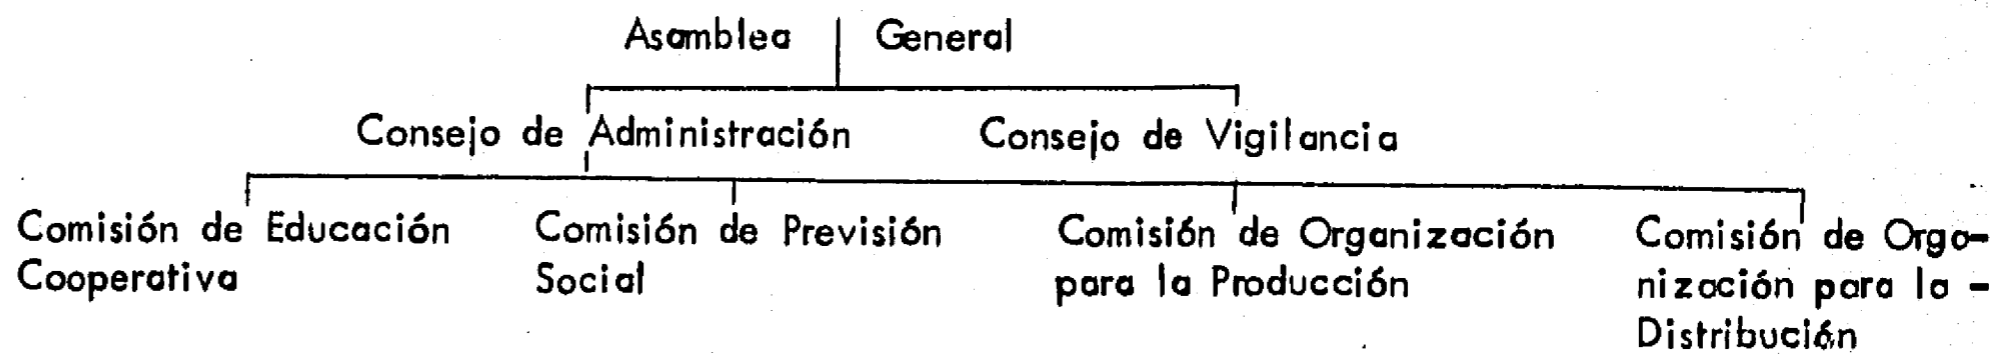 Asamblea General
Consejo de Administración Consejo de Vigilancia
Comisión de Educación Comisión de Previsión Comisión de Organización Comisión de Orga-
Cooperativa Social para la Producción nización para la -
Distribución